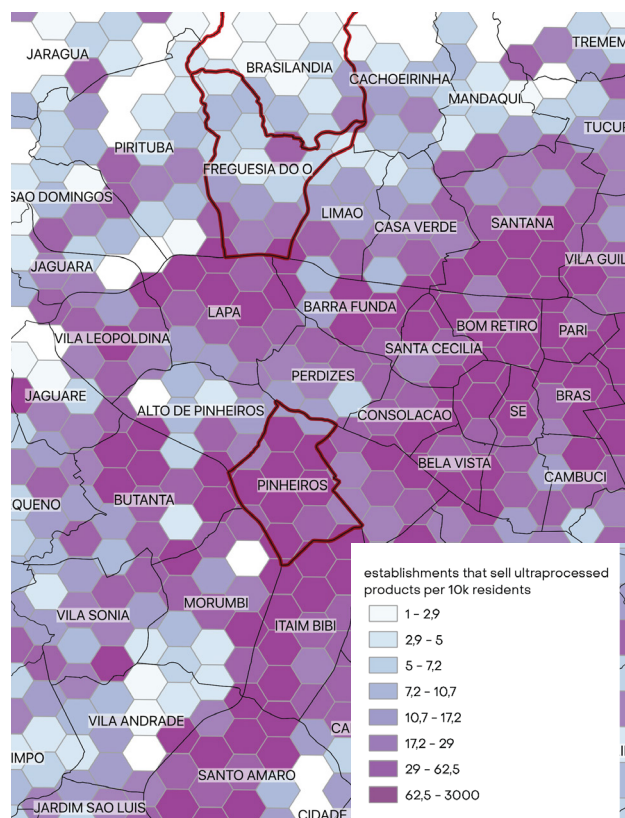 JARAGUA
BRASILANDIA
TREMEM
CACHOEIRINHA
MANDAQUI
TUCUR
PIRITUBA
FREGUESIA DO O
SAO DOMINGOS
LIMAO
CASA VERDE
SANTANA
JAGUARA
VILA GUIL
LAPA
BARRA FUNDA
BOM RETIRO
PARI
VILA LEOPOLDINA
SANTA CECILIA
PERDIZES
JAGUARE
ALTO DE PINHEIROS
CONSOLACAO
SE
BRAS
BELA VISTA
CAMBUCI
PINHEIROS
QUENO
BUTANTA
MORUMBI
VILA SONIA
ITAIM BIBI
VILA ANDRADE
CA
IMPO
SANTO AMARO
JARDIM SAO LUIS
CIDADE
establishments that sell ultraprocessed
products per 10k residents
1 - 2,9
2,9 - 5
5 - 7,2
7,2 - 10,7
10,7 - 17,2
17,2 - 29
29 - 62,5
62,5 - 3000